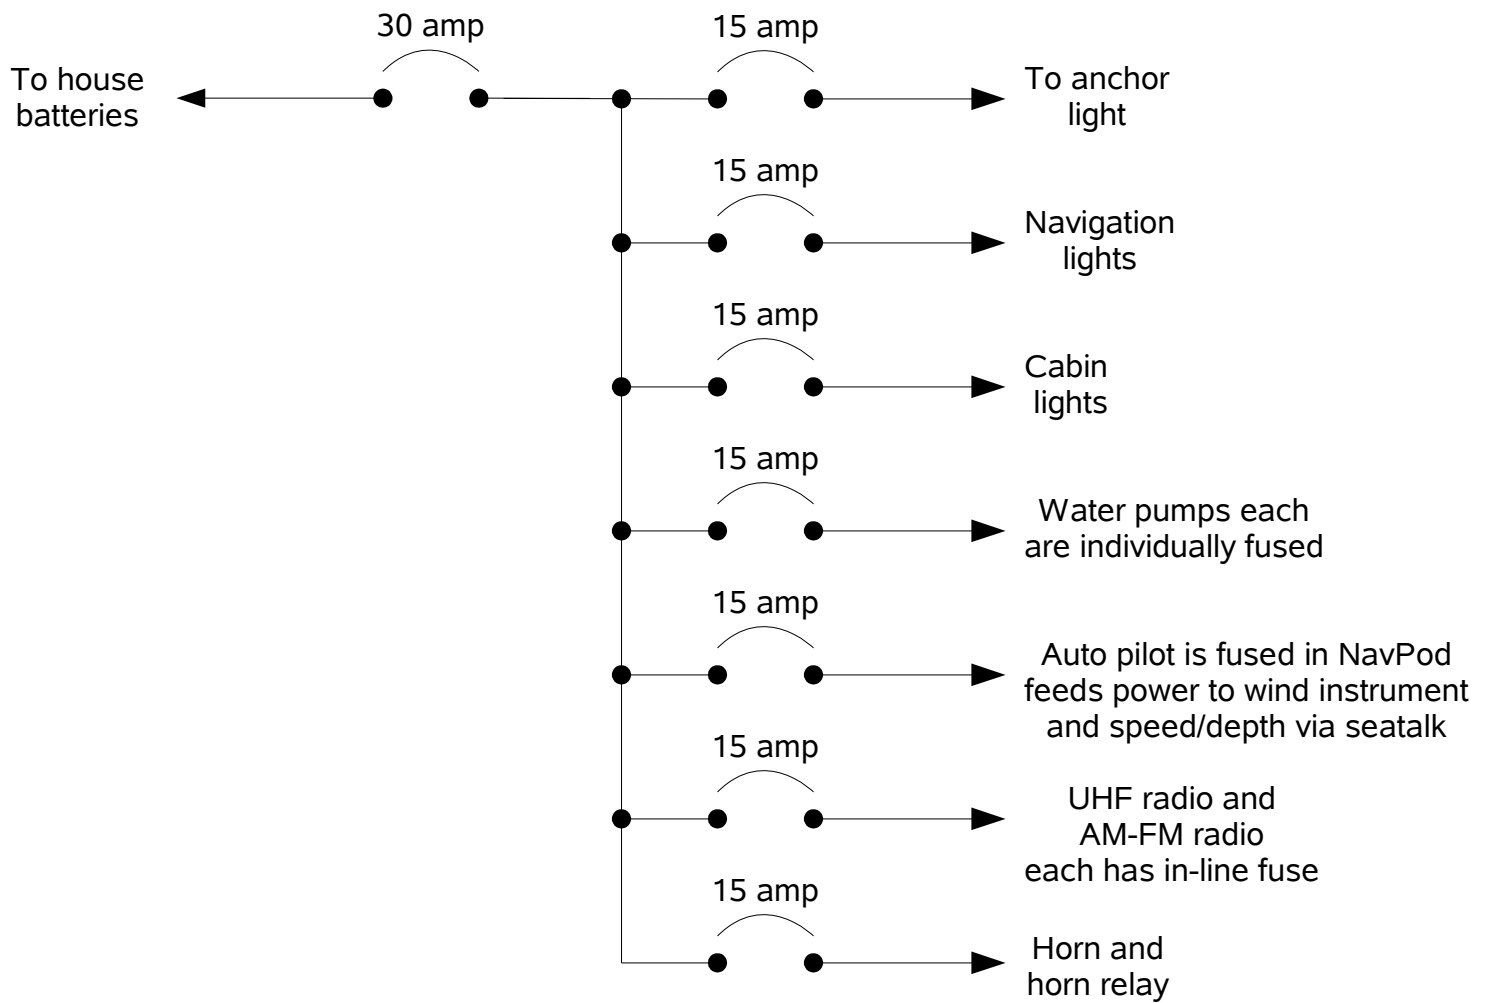 30 amp
15 amp
To house
batteries
To anchor
light
15 amp
Navigation
lights
15 amp
Cabin
lights
15 amp
Water pumps each
are individually fused
15 amp
Auto pilot is fused in NavPod
feeds power to wind instrument
and speed/depth via seatalk
15 amp
UHF radio and
AM-FM radio
each has in-line fuse
15 amp
Horn and
horn relay